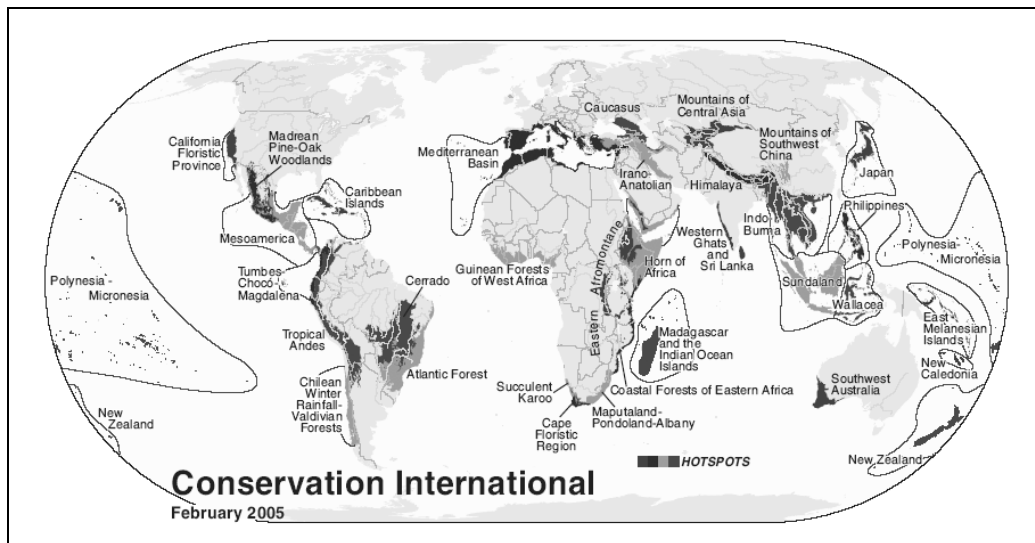 California
Floristic
Province
Madrean
Pine-Oak
Woodlands
Caribbean
Islands
Mesoamerica
Polynesia -
Micronesia
Tumbes-
Chocó-
Magdalena
Tropical
Andes
Cerrado
Atlantic Forest
Chilean
Winter
Rainfall-
Valdivian
Forests
New
Zealand
Mediterranean
Basin
Caucasus
Mountains of
Central Asia
Mountains of
Southwest
China
Irano-
Anatolian
Himalaya
Japan
Philippines
Indo-
Burma
Western
Ghats
and
Sri Lanka
Polynesia-
Micronesia
Guinean Forests
of West Africa
Eastern Afromontane
Horn of
Africa
Sundaland
Wallacea
East
Melanesian
Islands
New
Caledonia
Madagascar
and the
Indian Ocean
Islands
Coastal Forests of Eastern Africa
Succulent
Karoo
Cape
Floristic
Region
Maputaland-
Pondoland-Albany
Southwest
Australia
New Zealand
HOTSPOTS
Conservation International
February 2005